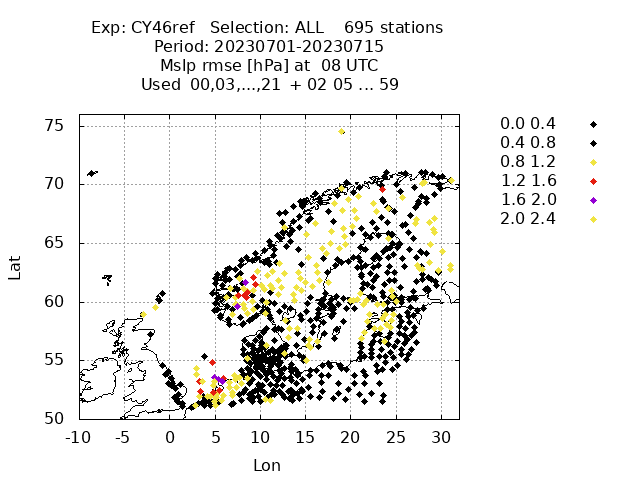 Exp: CY46ref   Selection: ALL    695 stations
Period: 20230701-20230715
Mslp rmse [hPa] at  08 UTC
Used  00,03,...,21  + 02 05 ... 59
75
70
65
60
55
50
Lat
-10 -5 0 5 10 15 20 25 30
Lon
0.0 0.4
0.4 0.8
0.8 1.2
1.2 1.6
1.6 2.0
2.0 2.4